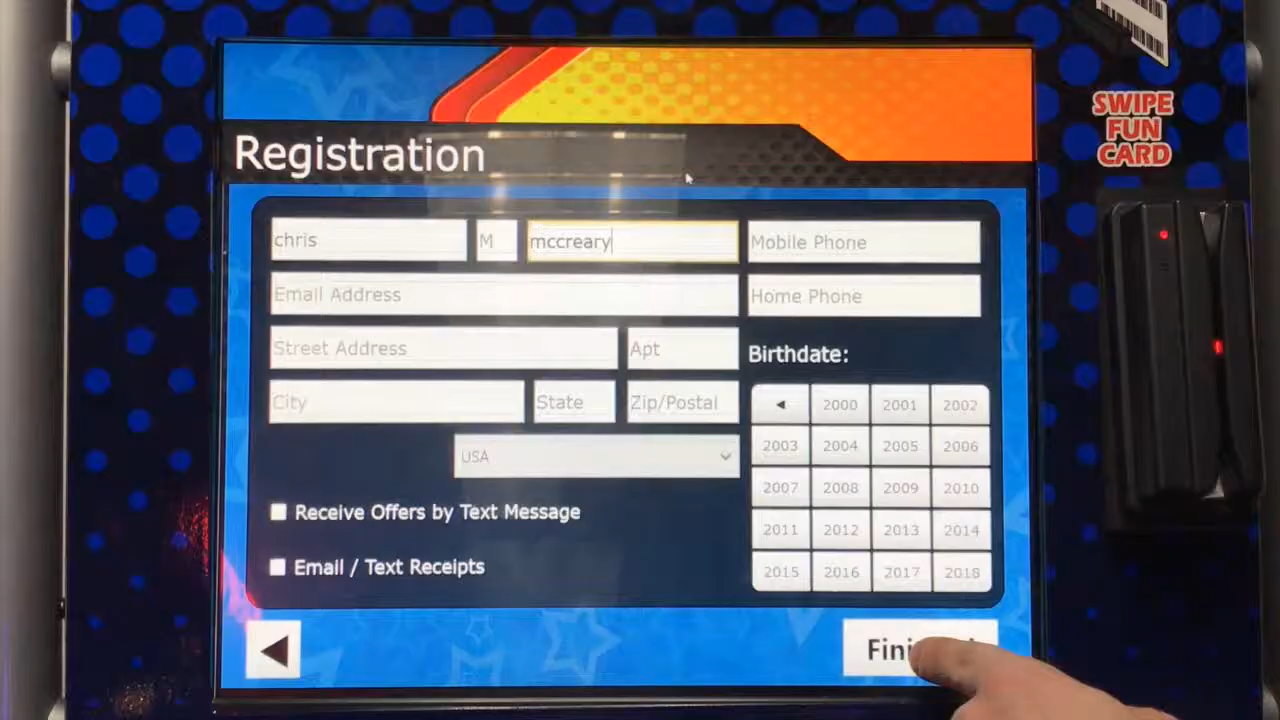 SWIPE
FUN
CARD
Registration
chris M mccreary Mobile Phone
Email Address Home Phone
Street Address Apt Birthdate:
City State Zip/Postal ◄ 2000 2001 2002
2003 2004 2005 2006
USA
2007 2008 2009 2010
Receive Offers by Text Message 2011 2012 2013 2014
Email / Text Receipts 2015 2016 2017 2018